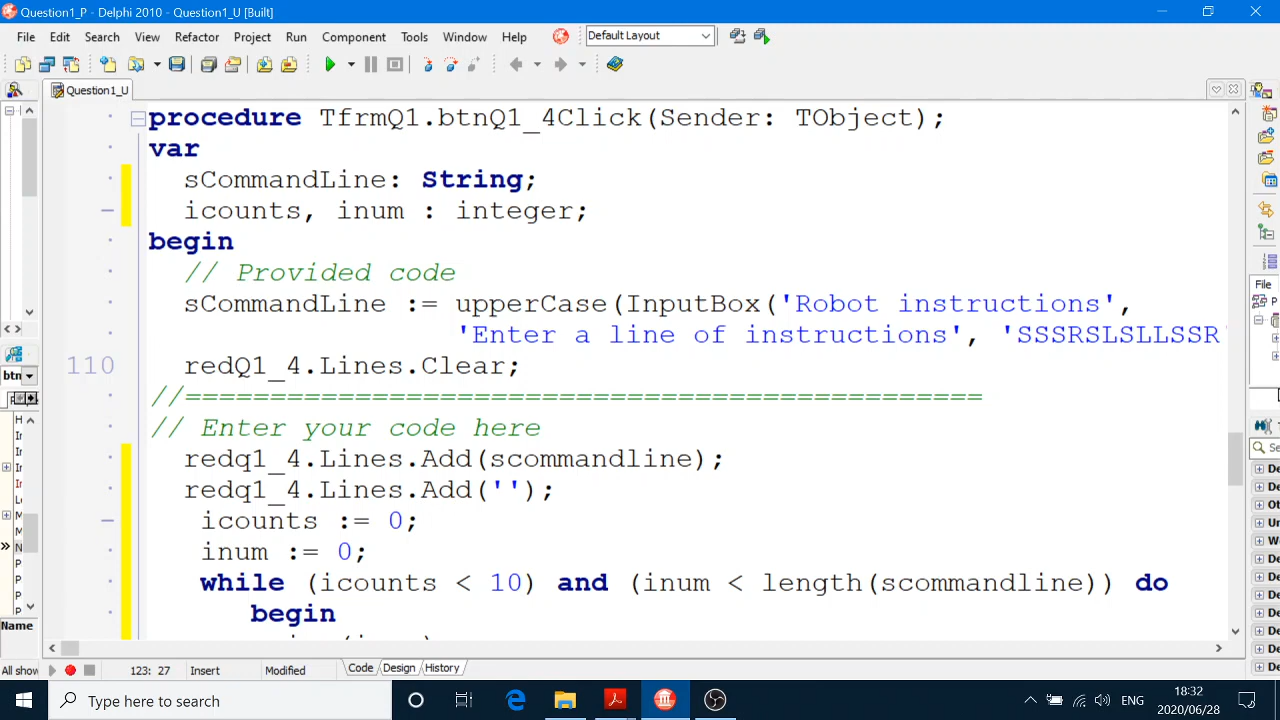 Question1_P - Delphi 2010 - Question1_U [Built]
File Edit Search View Refactor Project Run Component Tools Window Help Default Layout
Question1_U
procedure TfrmQ1.btnQ1_4Click(Sender: TObject);
var
sCommandLine: String;
icounts, inum : integer;
begin
// Provided code
sCommandLine := upperCase(InputBox('Robot instructions',
'Enter a line of instructions', 'SSSRSLSLLSSR'
110 redQ1_4.Lines.Clear;
//===============================================
// Enter your code here
redq1_4.Lines.Add(scommandline);
redq1_4.Lines.Add('');
icounts := 0;
inum := 0;
while (icounts < 10) and (inum < length(scommandline)) do
begin
File
btn
Name
All show
123: 27 Insert Modified Code Design History
Type here to search
ENG
18:32
2020/06/28